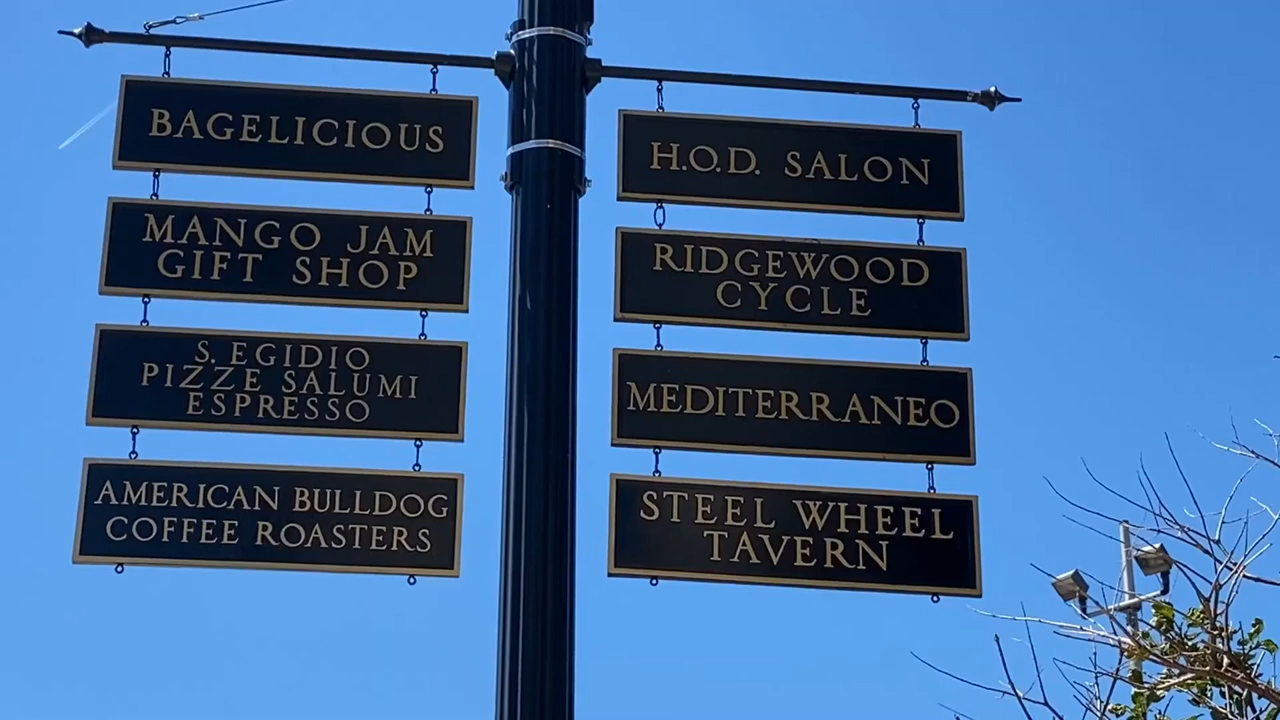 BAGELICIOUS
MANGO JAM
GIFT SHOP
S. EGIDIO
PIZZE SALUMI
ESPRESSO
AMERICAN BULLDOG
COFFEE ROASTERS
H.O.D. SALON
RIDGEWOOD
CYCLE
MEDITERRANEO
STEEL WHEEL
TAVERN